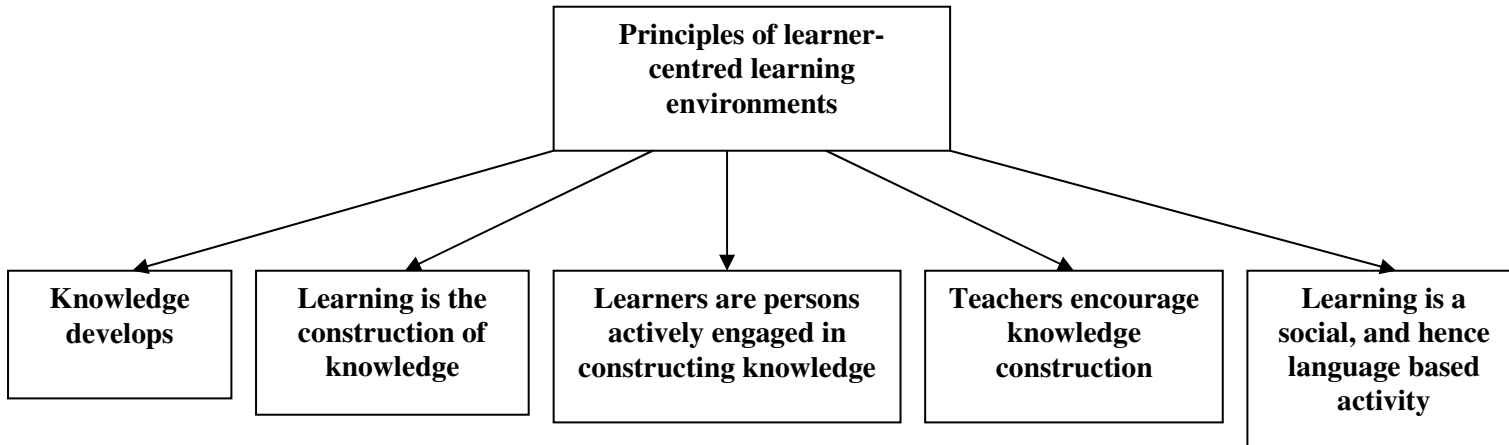 Principles of learner-
centred learning
environments
Knowledge
develops
Learning is the
construction of
knowledge
Learners are persons
actively engaged in
constructing knowledge
Teachers encourage
knowledge
construction
Learning is a
social, and hence
language based
activity